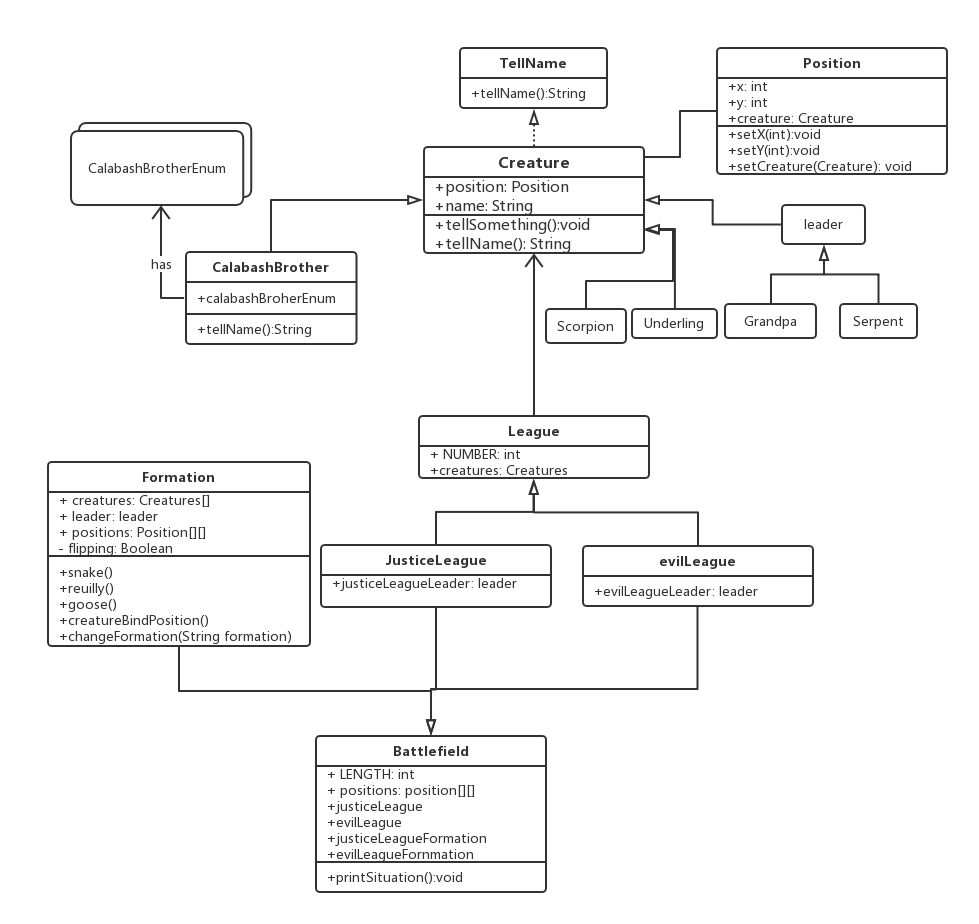 TellName
+tellName():String
Position
+x: int
+y: int
+creature: Creature
+setX(int):void
+setY(int):void
+setCreature(Creature): void
Creature
+position: Position
+name: String
+tellSomething():void
+tellName(): String
CalabashBrotherEnum
has
CalabashBrother
+calabashBroherEnum
+tellName():String
leader
Scorpion
Underling
Grandpa
Serpent
League
+ NUMBER: int
+creatures: Creatures
Formation
+ creatures: Creatures[]
+ leader: leader
+ positions: Position[][]
- flipping: Boolean
+snake()
+reuilly()
+goose()
+creatureBindPosition()
+changeFormation(String formation)
JusticeLeague
+justiceLeagueLeader: leader
evilLeague
+evilLeagueLeader: leader
Battlefield
+ LENGTH: int
+ positions: position[][]
+justiceLeague
+evilLeague
+justiceLeagueFormation
+evilLeagueFornmation
+printSituation():void